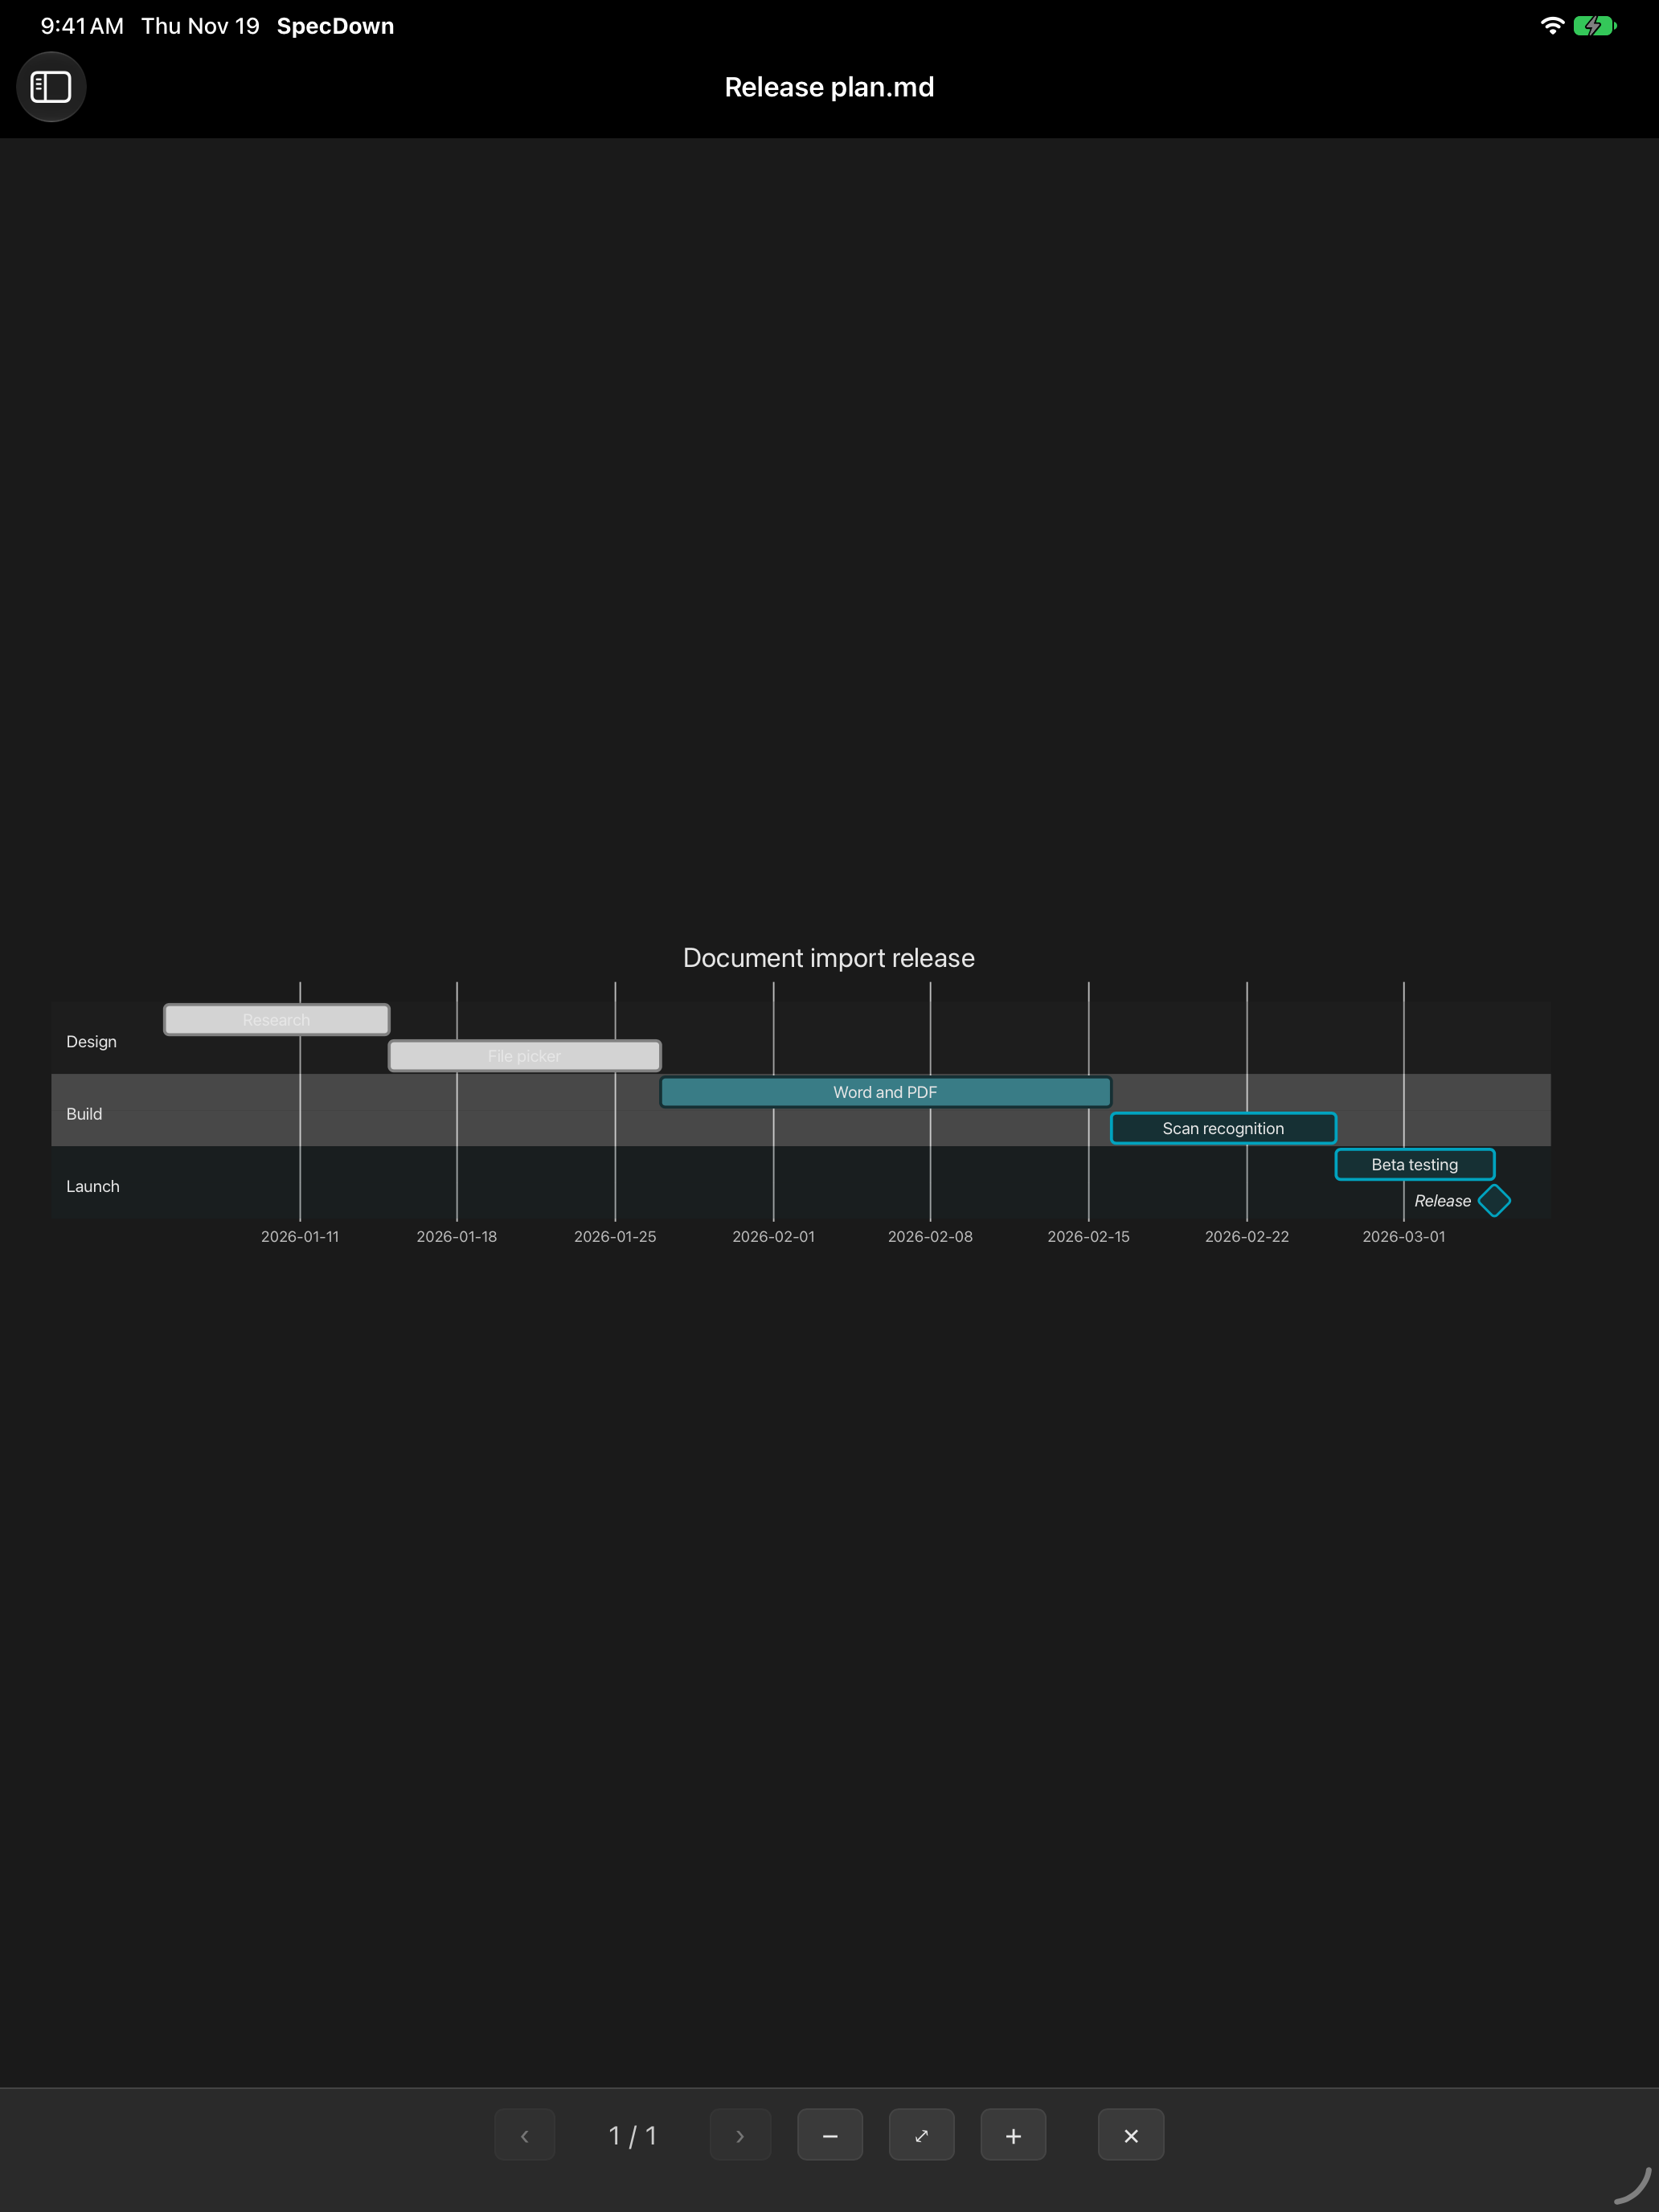 9:41 AM Thu Nov 19 SpecDown
Release plan.md
Document import release
Research
Design
File picker
Word and PDF
Build
Scan recognition
Beta testing
Launch
Release
2026-01-11 2026-01-18 2026-01-25 2026-02-01 2026-02-08 2026-02-15 2026-02-22 2026-03-01
1 / 1